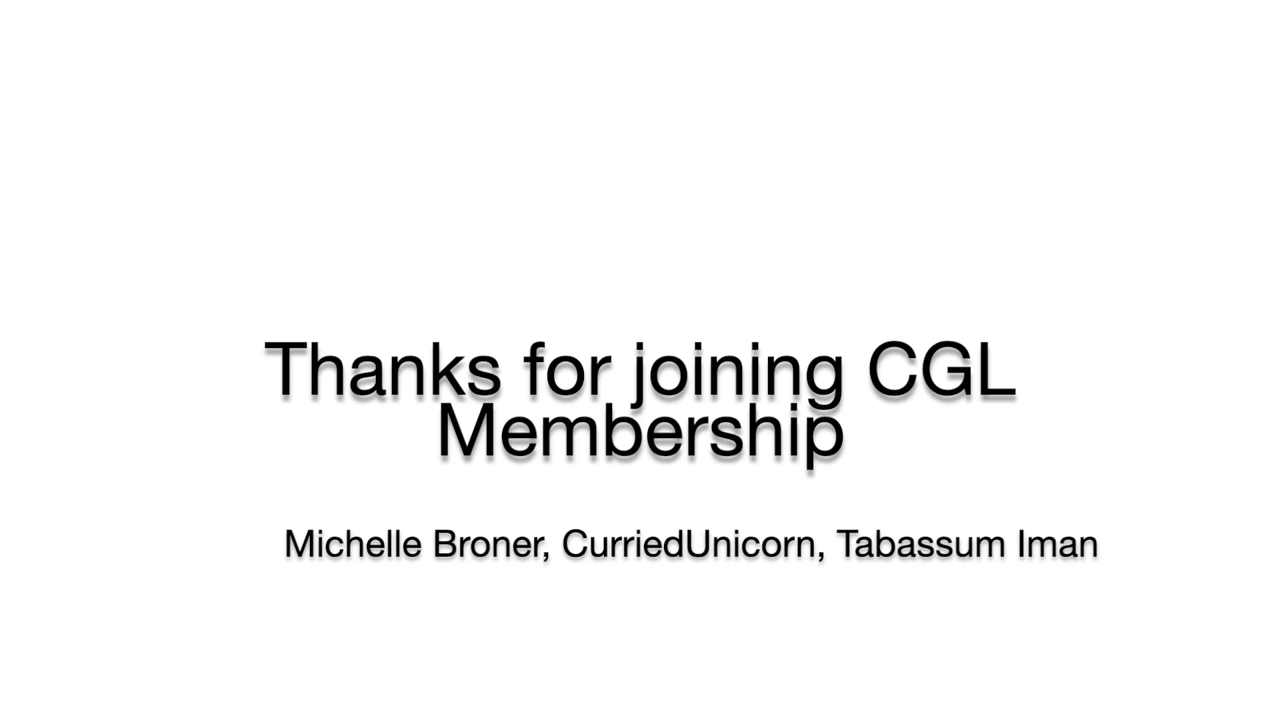 Thanks for joining CGL
Membership
Michelle Broner, CurriedUnicorn, Tabassum Iman